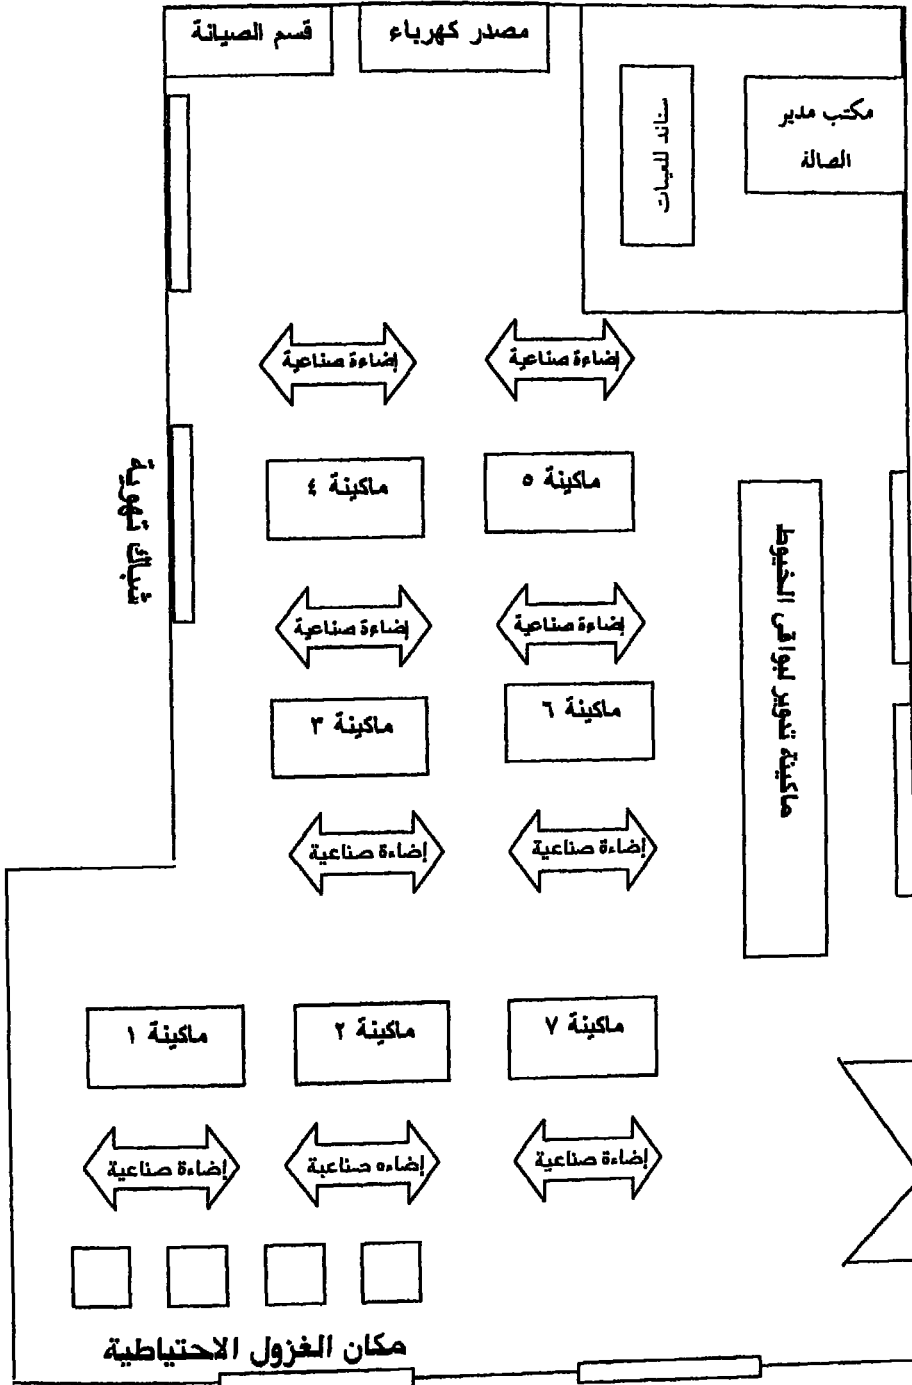 قسم الصيانة
مصدر كهرباء
مكتب مدير
الصالة
ستاند للعينات
إضاءة صناعية
إضاءة صناعية
ماكينة ٤
ماكينة ٥
شباك تهوية
ماكينة تدوير لبواقى الخيوط
إضاءة صناعية
إضاءة صناعية
ماكينة ٣
ماكينة ٦
إضاءة صناعية
إضاءة صناعية
ماكينة ١
ماكينة ٢
ماكينة ٧
إضاءة صناعية
إضاءه صناعية
إضاءة صناعية
مكان الغزول الاحتياطية